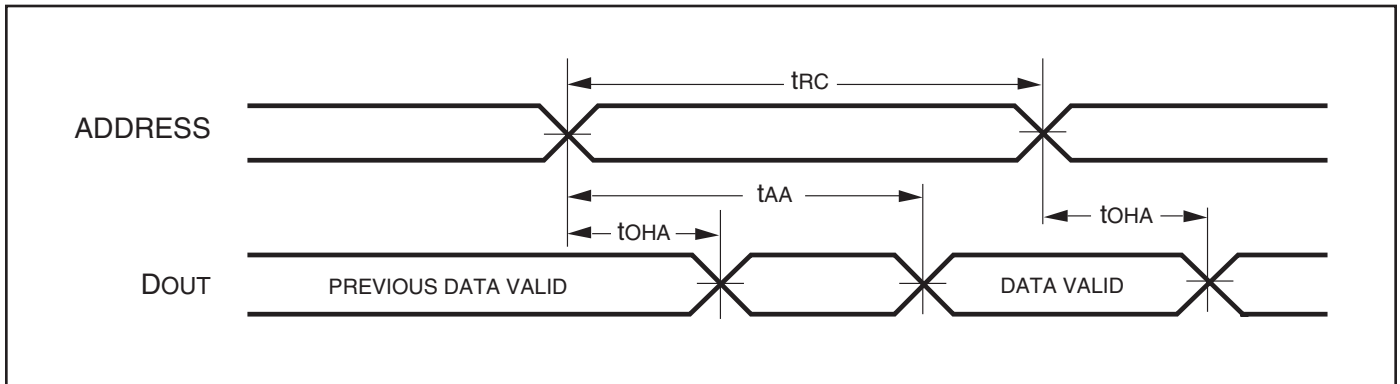 tRC
ADDRESS
tAA
tOHA
tOHA
DOUT
PREVIOUS DATA VALID
DATA VALID